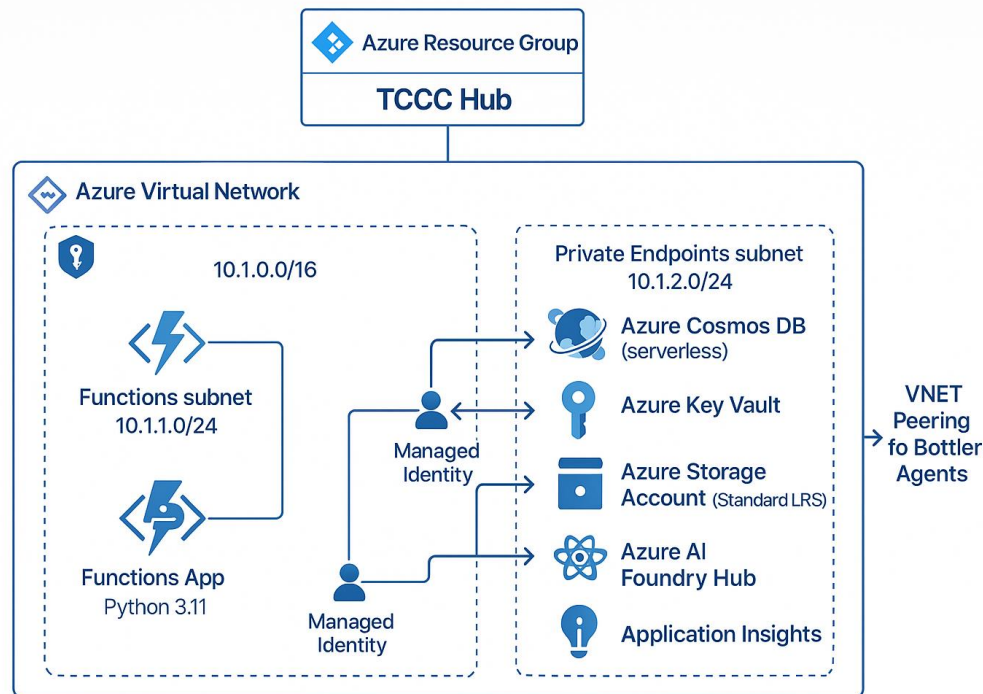 Azure Resource Group
TCCC Hub
Azure Virtual Network
10.1.0.0/16
Functions subnet
10.1.1.0/24
Functions App
Python 3.11
Managed
Identity
Managed
Identity
Private Endpoints subnet
10.1.2.0/24
Azure Cosmos DB
(serverless)
Azure Key Vault
Azure Storage
Account (Standard LRS)
Azure AI
Foundry Hub
Application Insights
VNET
Peering
fo Bottler
Agents